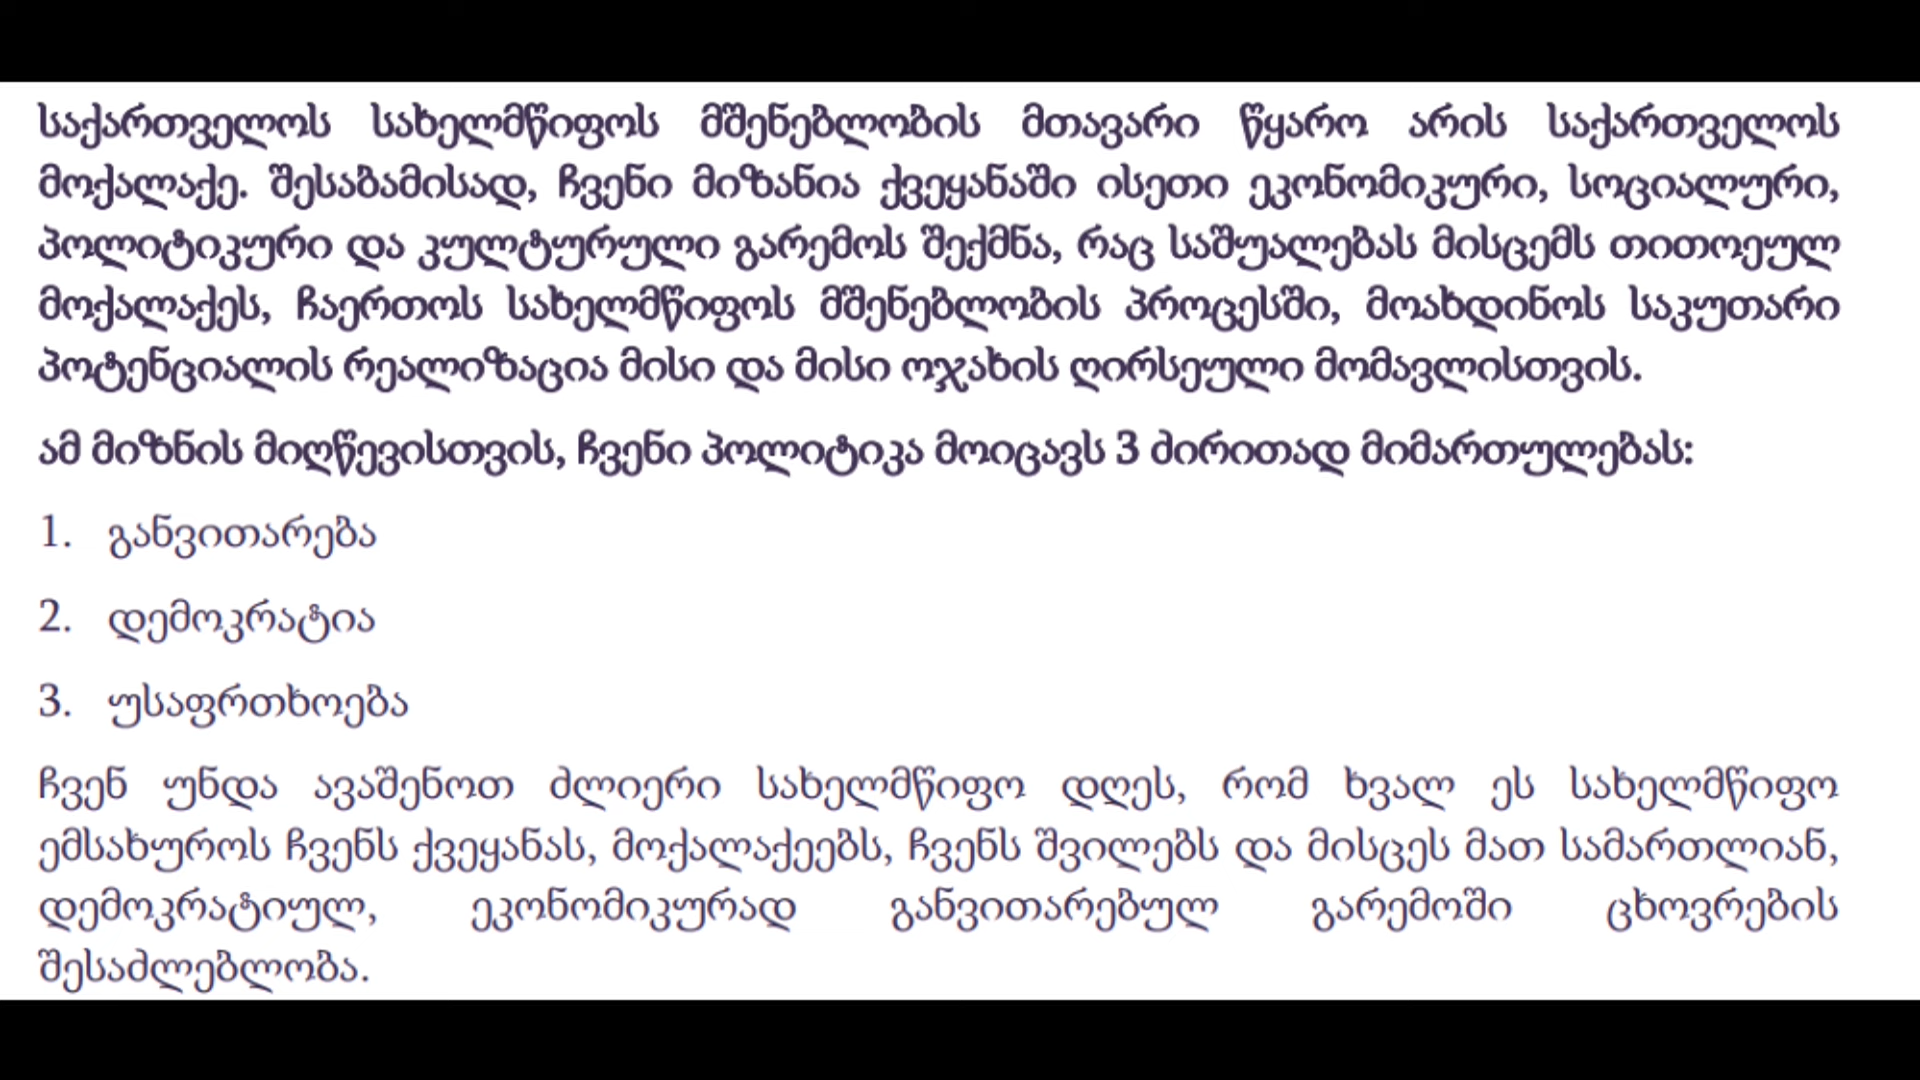 საქართველოს სახელმწიფოს მშენებლობის მთავარი წყარო არის საქართველოს
მოქალაქე. შესაბამისად, ჩვენი მიზანია ქვეყანაში ისეთი ეკონომიკური, სოციალური,
პოლიტიკური და კულტურული გარემოს შექმნა, რაც საშუალებას მისცემს თითოეულ
მოქალაქეს, ჩაერთოს სახელმწიფოს მშენებლობის პროცესში, მოახდინოს საკუთარი
პოტენციალის რეალიზაცია მისი და მისი ოჯახის ღირსეული მომავლისთვის.
ამ მიზნის მიღწევისთვის, ჩვენი პოლიტიკა მოიცავს 3 ძირითად მიმართულებას:
1. განვითარება
2. დემოკრატია
3. უსაფრთხოება
ჩვენ უნდა ავაშენოთ ძლიერი სახელმწიფო დღეს, რომ ხვალ ეს სახელმწიფო
ემსახუროს ჩვენს ქვეყანას, მოქალაქეებს, ჩვენს შვილებს და მისცეს მათ სამართლიან,
დემოკრატიულ, ეკონომიკურად განვითარებულ გარემოში ცხოვრების
შესაძლებლობა.